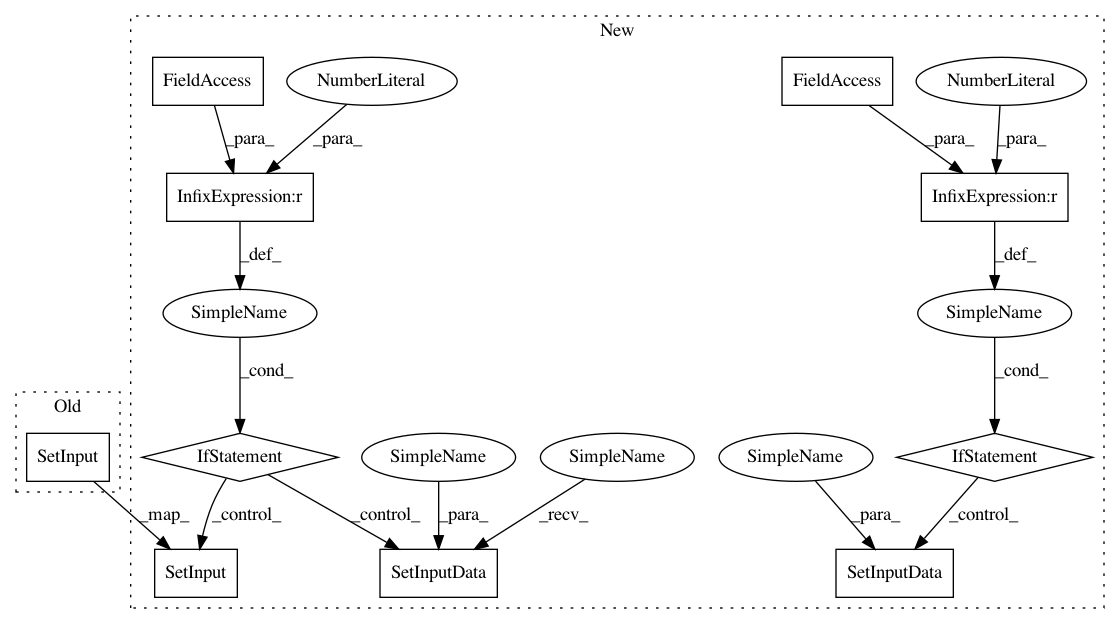 New
FieldAccess
NumberLiteral
FieldAccess
NumberLiteral
_para_
_para_
_para_
_para_
InfixExpression:r
InfixExpression:r
_def_
_def_
SimpleName
SimpleName
_cond_
_cond_
Old
SetInput
IfStatement
SimpleName
SimpleName
SimpleName
IfStatement
_map_
_control_
_control_
_para_
_recv_
_para_
_control_
SetInput
SetInputData
SetInputData